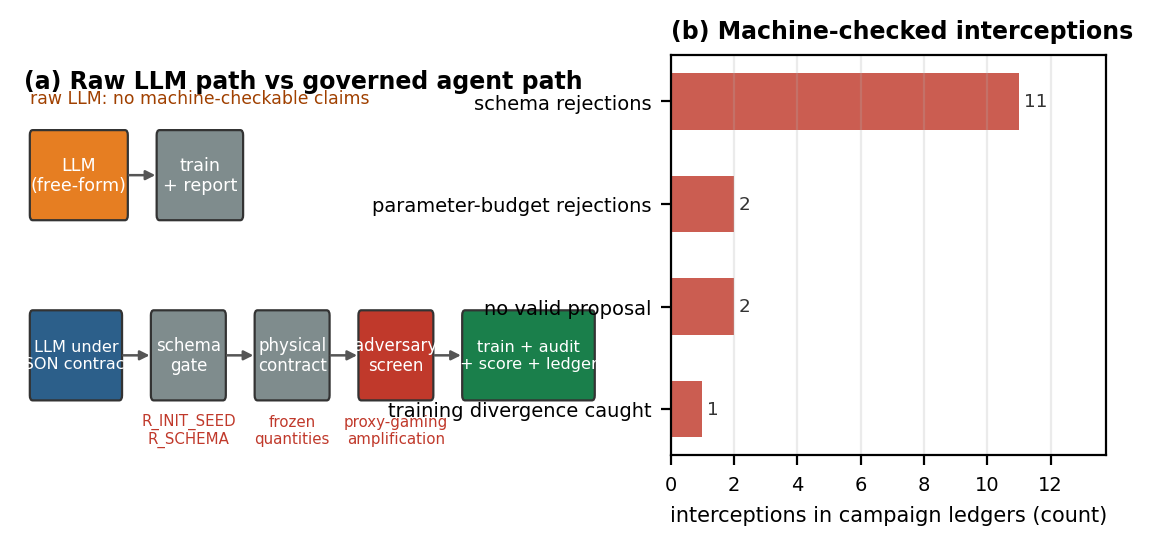 (a) Raw LLM path vs governed agent path
raw LLM: no machine-checkable claims
LLM
(free-form)
train
+ report
LLM under
SON contrac
schema
gate
physical
contract
adversary
screen
train + audit
+ score + ledger
R_INIT_SEED
R_SCHEMA
frozen
quantities
proxy-gaming
amplification
(b) Machine-checked interceptions
schema rejections
11
parameter-budget rejections
2
no valid proposal
2
training divergence caught
1
0 2 4 6 8 10 12
interceptions in campaign ledgers (count)